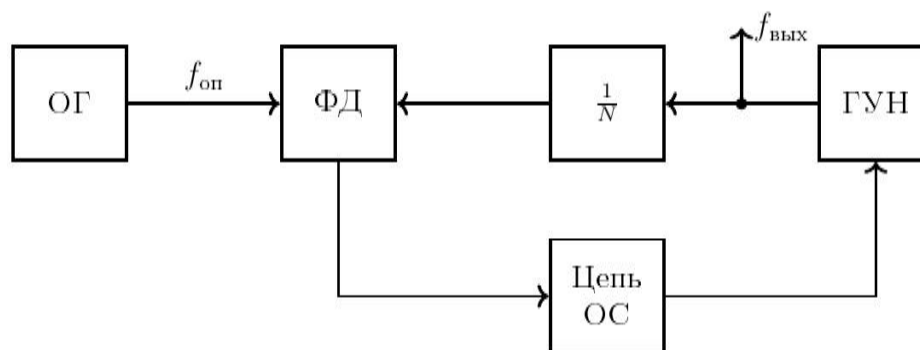 f_вых
f_оп
ОГ
ФД
1/N
ГУН
Цепь
ОС